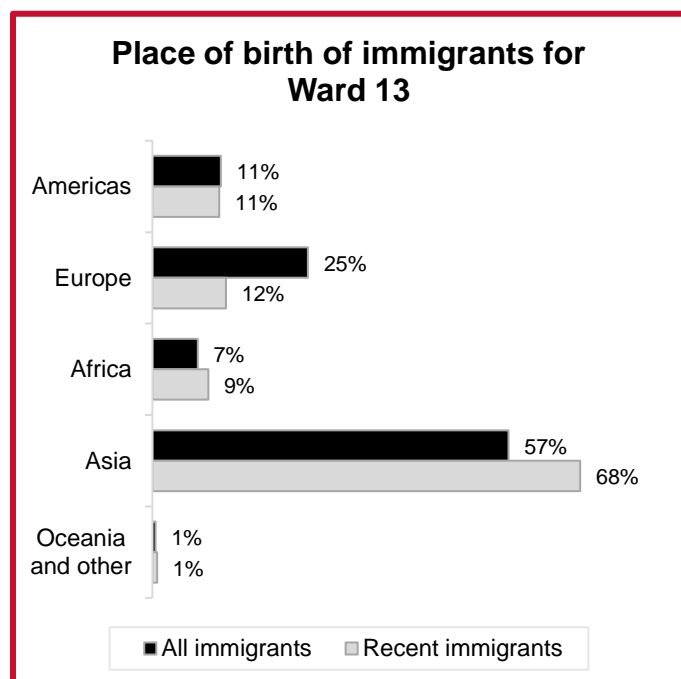 Place of birth of immigrants for
Ward 13
Americas
11%
11%
Europe
25%
12%
Africa
7%
9%
Asia
57%
68%
Oceania
and other
1%
1%
All immigrants
Recent immigrants